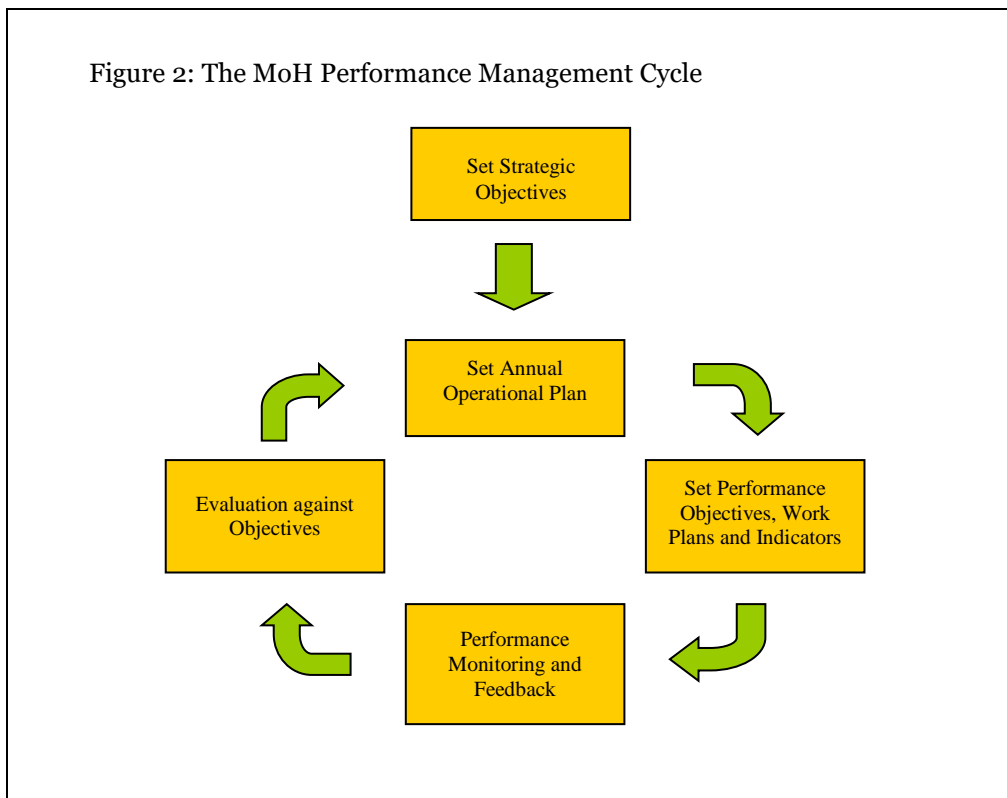 Figure 2: The MoH Performance Management Cycle
Set Strategic
Objectives
Set Annual
Operational Plan
Evaluation against
Objectives
Set Performance
Objectives, Work
Plans and Indicators
Performance
Monitoring and
Feedback